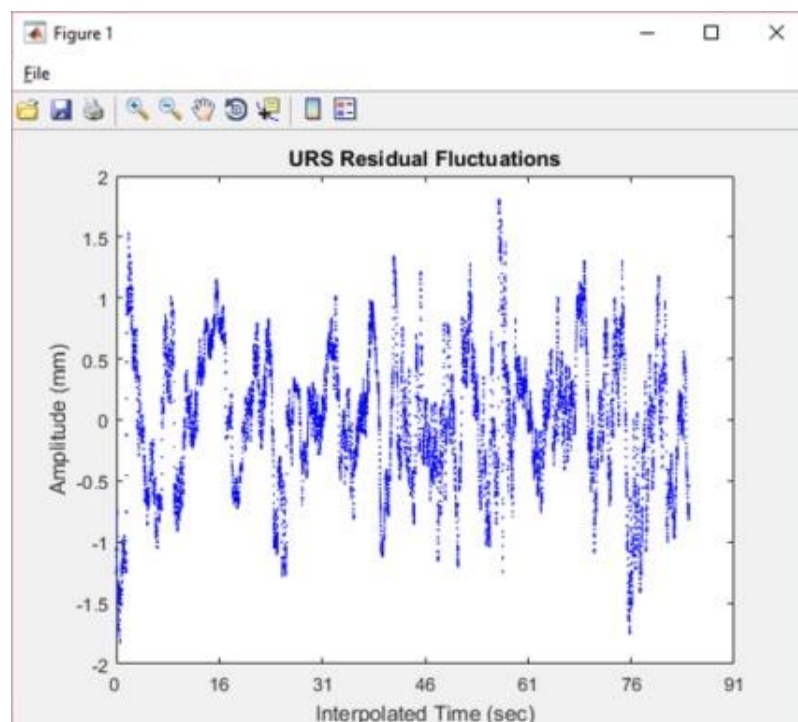 Figure 1
File
URS Residual Fluctuations
2
1.5
1
0.5
0
-0.5
-1
-1.5
-2
Amplitude (mm)
0 16 31 46 61 76 91
Interpolated Time (sec)